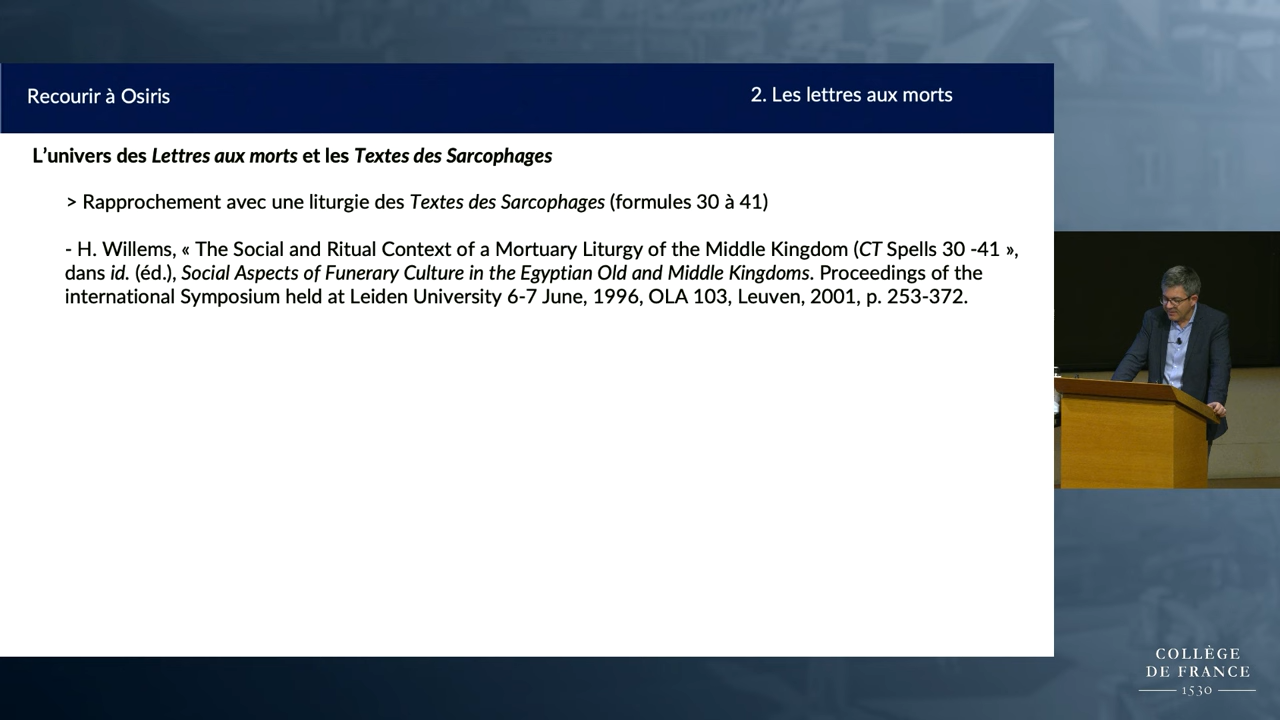 Recourir à Osiris
2. Les lettres aux morts
L’univers des Lettres aux morts et les Textes des Sarcophages
> Rapprochement avec une liturgie des Textes des Sarcophages (formules 30 à 41)
- H. Willems, « The Social and Ritual Context of a Mortuary Liturgy of the Middle Kingdom (CT Spells 30 -41 »,
dans id. (éd.), Social Aspects of Funerary Culture in the Egyptian Old and Middle Kingdoms. Proceedings of the
international Symposium held at Leiden University 6-7 June, 1996, OLA 103, Leuven, 2001, p. 253-372.
COLLÈGE
DE FRANCE
1530